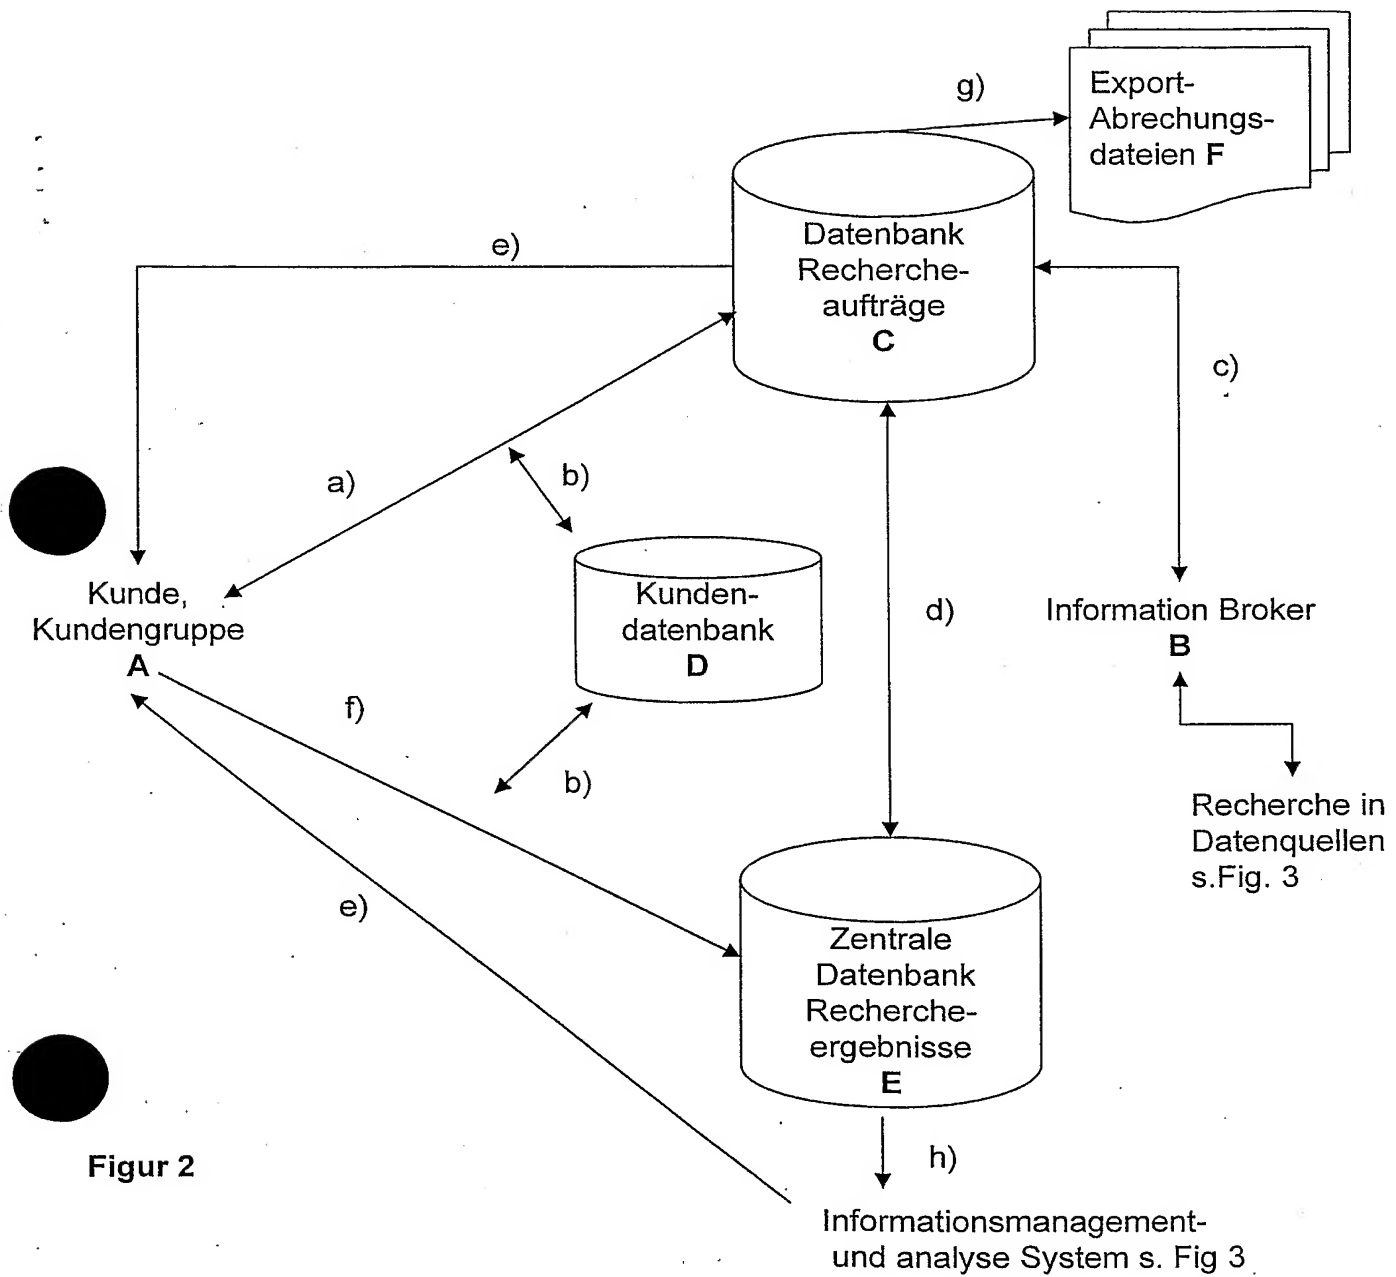 g)
Export-
Abrechungs-
dateien F
e)
Datenbank
Recherche-
aufträge
C
c)
a)
b)
Kunde,
Kundengruppe
A
Kunden-
datenbank
D
d)
Information Broker
B
f)
b)
Recherche in
Datenquellen
s.Fig. 3
e)
Zentrale
Datenbank
Recherche-
ergebnisse
E
Figur 2
h)
Informationsmanagement-
und analyse System s. Fig 3